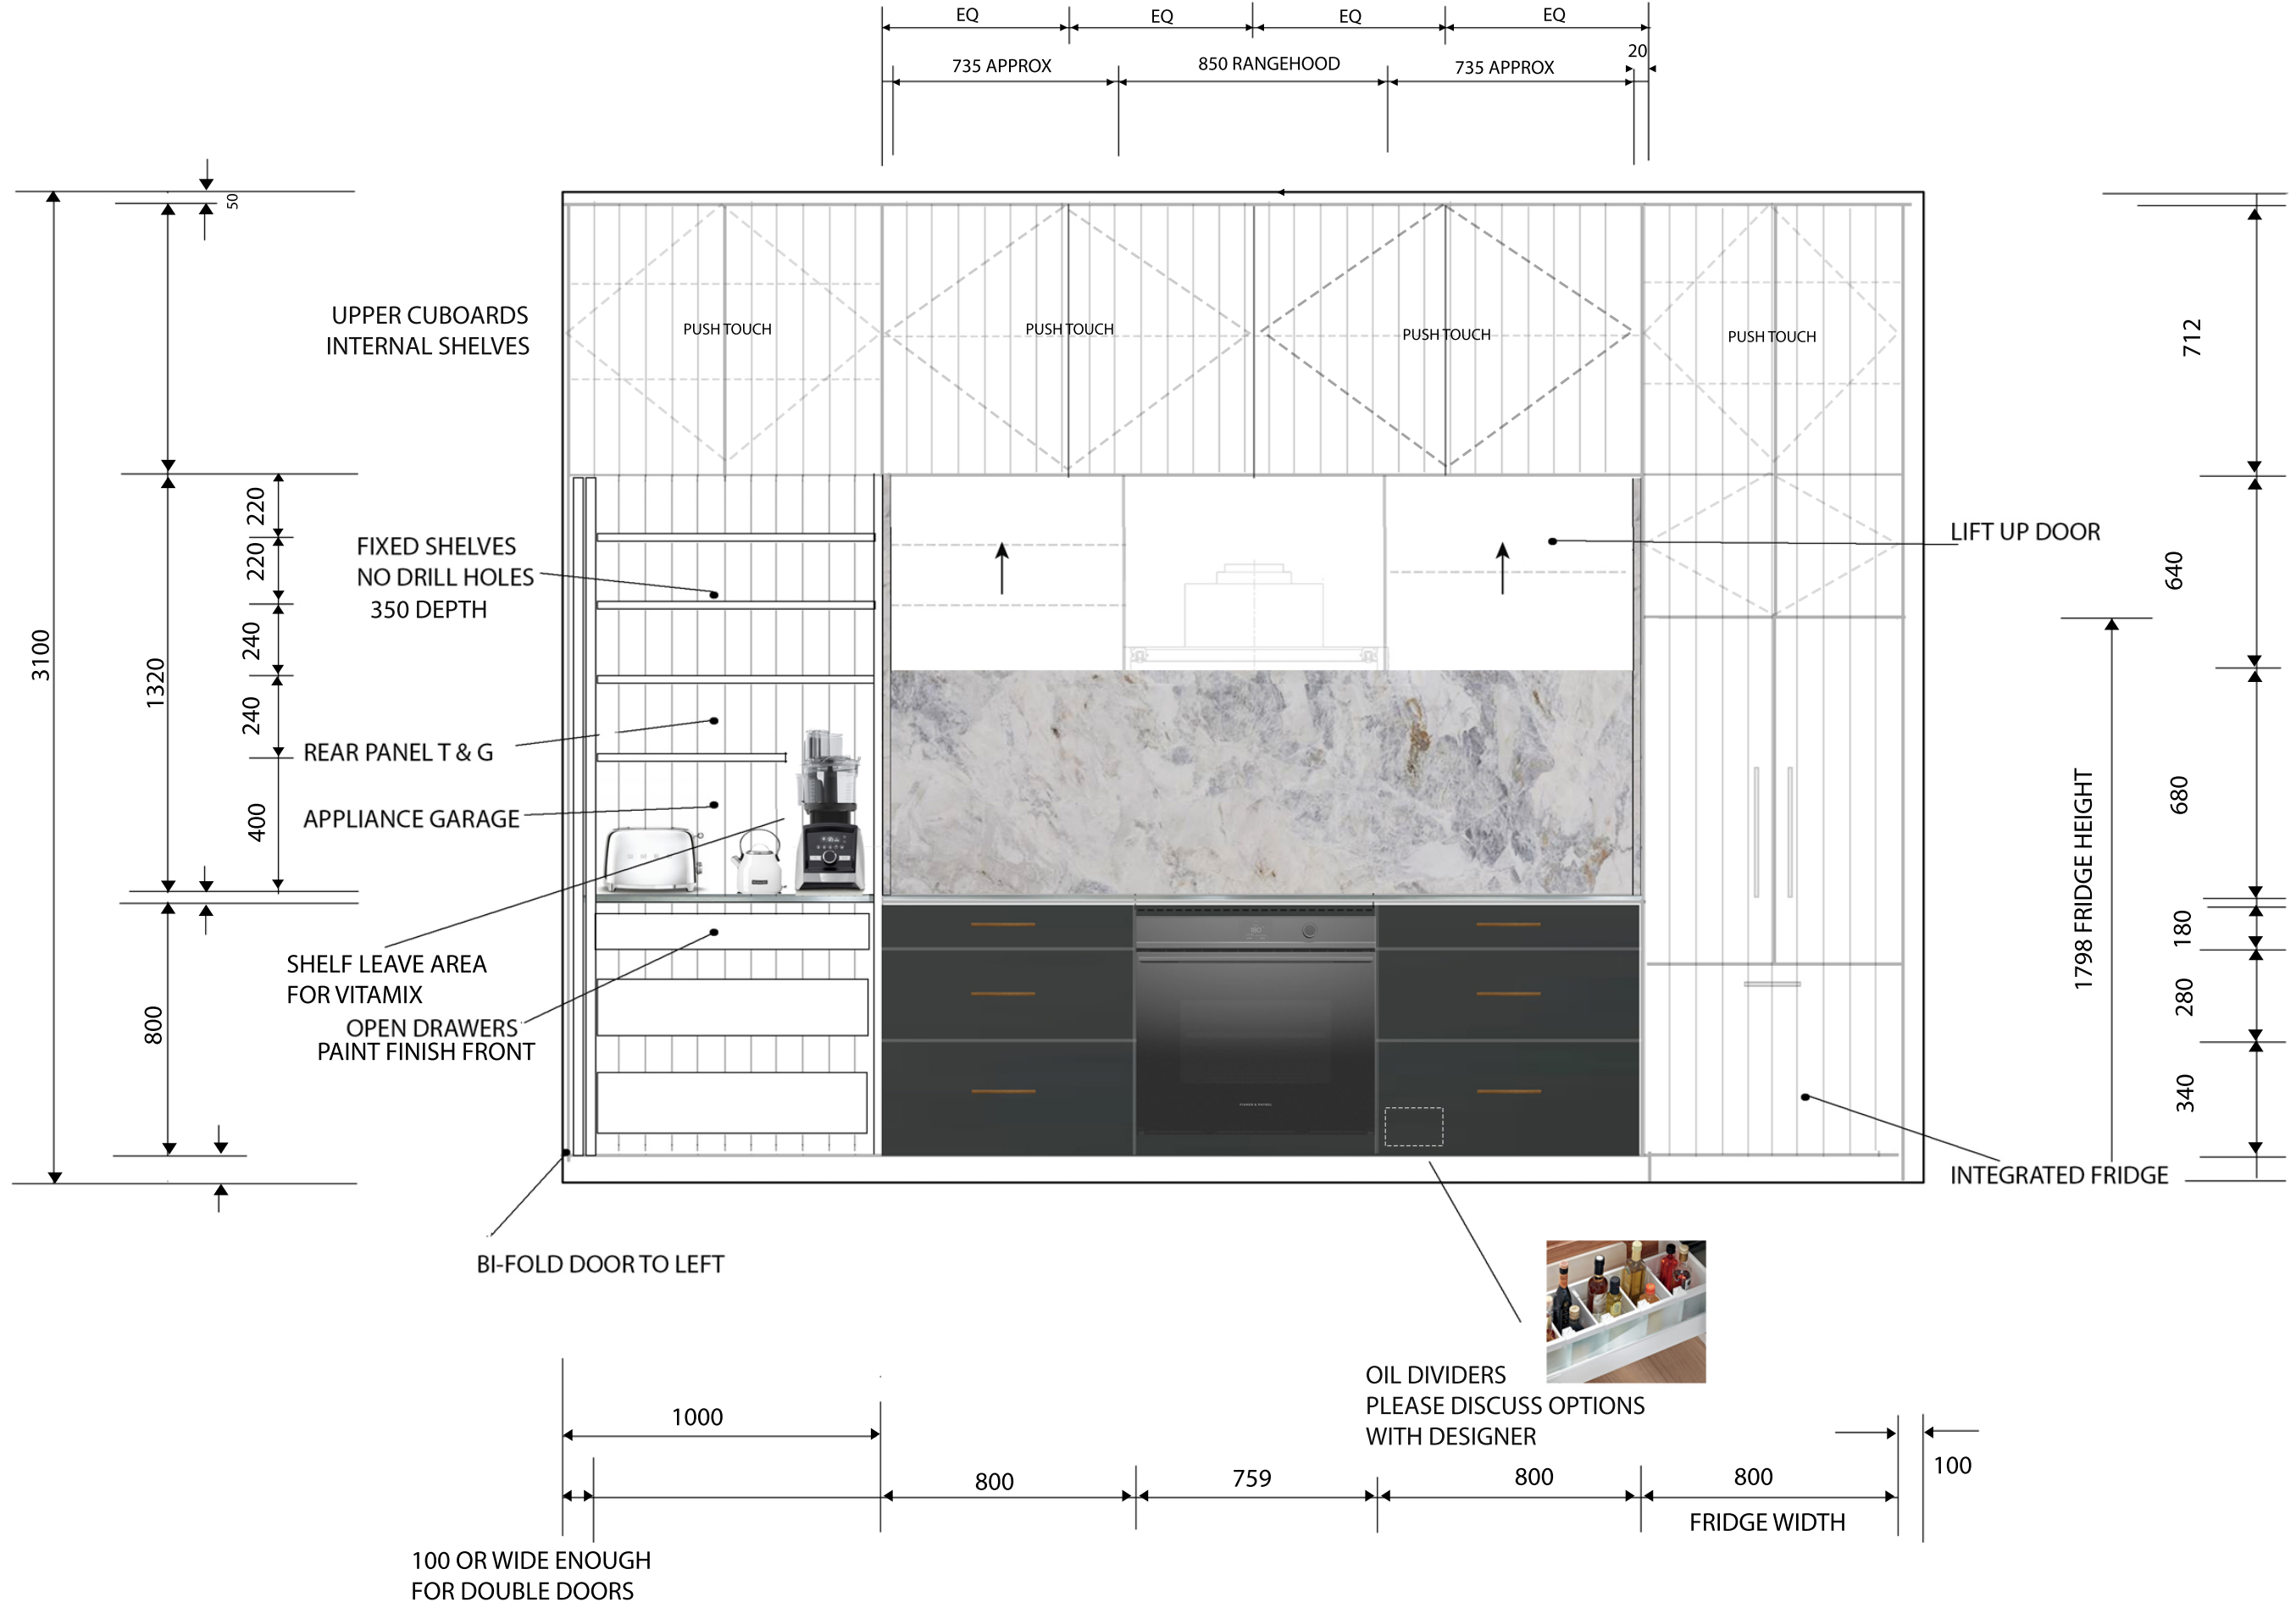 EQ
EQ
EQ
EQ
20
735 APPROX
850 RANGEHOOD
735 APPROX
50
UPPER CUBOARDS
INTERNAL SHELVES
PUSH TOUCH
PUSH TOUCH
PUSH TOUCH
PUSH TOUCH
712
220
220
240
240
400
3100
1320
800
FIXED SHELVES
NO DRILL HOLES
350 DEPTH
LIFT UP DOOR
640
REAR PANEL T & G
APPLIANCE GARAGE
680
1798 FRIDGE HEIGHT
180
280
340
SHELF LEAVE AREA
FOR VITAMIX
OPEN DRAWERS
PAINT FINISH FRONT
INTEGRATED FRIDGE
BI-FOLD DOOR TO LEFT
OIL DIVIDERS
PLEASE DISCUSS OPTIONS
WITH DESIGNER
1000
800
759
800
800
100
FRIDGE WIDTH
100 OR WIDE ENOUGH
FOR DOUBLE DOORS